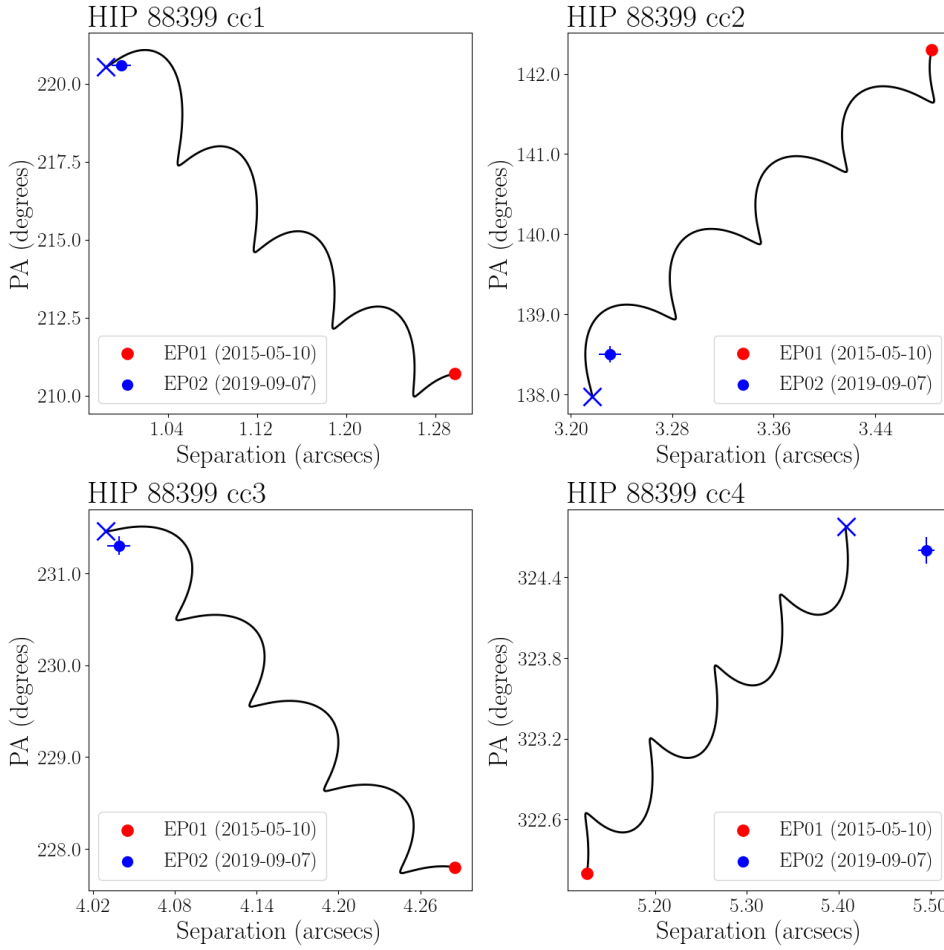 HIP 88399 cc1
220.0
217.5
215.0
212.5
210.0
PA (degrees)
EP01 (2015-05-10)
EP02 (2019-09-07)
1.04 1.12 1.20 1.28
Separation (arcsecs)
HIP 88399 cc2
142.0
141.0
140.0
139.0
138.0
PA (degrees)
EP01 (2015-05-10)
EP02 (2019-09-07)
3.20 3.28 3.36 3.44
Separation (arcsecs)
HIP 88399 cc3
231.0
230.0
229.0
228.0
PA (degrees)
EP01 (2015-05-10)
EP02 (2019-09-07)
4.02 4.08 4.14 4.20 4.26
Separation (arcsecs)
HIP 88399 cc4
324.4
323.8
323.2
322.6
PA (degrees)
EP01 (2015-05-10)
EP02 (2019-09-07)
5.20 5.30 5.40 5.50
Separation (arcsecs)